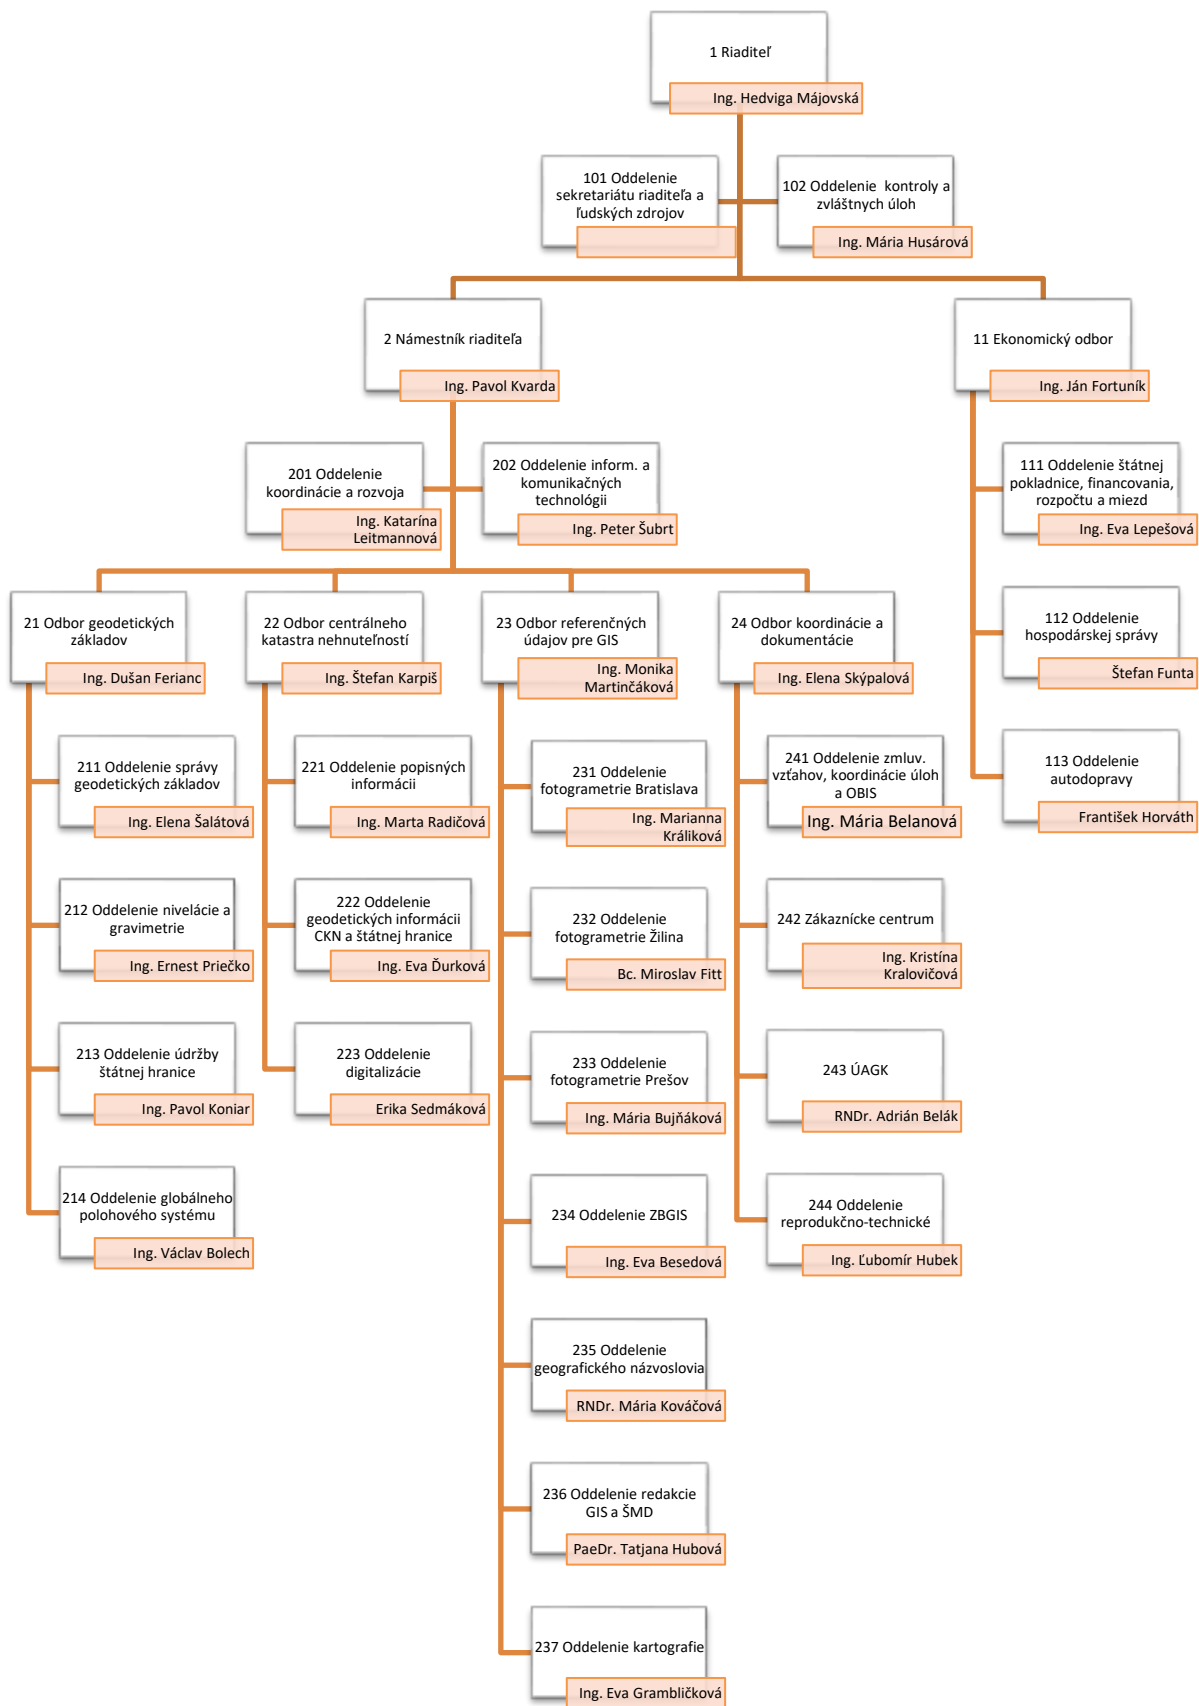 1 Riaditeľ
Ing. Hedviga Májovská
101 Oddelenie
sekretariátu riaditeľa a
ľudských zdrojov
102 Oddelenie  kontroly a
zvláštnych úloh
Ing. Mária Husárová
2 Námestník riaditeľa
Ing. Pavol Kvarda
11 Ekonomický odbor
Ing. Ján Fortuník
201 Oddelenie
koordinácie a rozvoja
Ing. Katarína
Leitmannová
202 Oddelenie inform. a
komunikačných
technológii
Ing. Peter Šubrt
111 Oddelenie štátnej
pokladnice, financovania,
rozpočtu a miezd
Ing. Eva Lepešová
112 Oddelenie
hospodárskej správy
Štefan Funta
113 Oddelenie
autodopravy
František Horváth
21 Odbor geodetických
základov
Ing. Dušan Ferianc
22 Odbor centrálneho
katastra nehnuteľností
Ing. Štefan Karpiš
23 Odbor referenčných
údajov pre GIS
Ing. Monika
Martinčáková
24 Odbor koordinácie a
dokumentácie
Ing. Elena Skýpalová
211 Oddelenie správy
geodetických základov
Ing. Elena Šalátová
212 Oddelenie nivelácie a
gravimetrie
Ing. Ernest Priečko
213 Oddelenie údržby
štátnej hranice
Ing. Pavol Koniar
214 Oddelenie globálneho
polohového systému
Ing. Václav Bolech
221 Oddelenie popisných
informácii
Ing. Marta Radičová
222 Oddelenie
geodetických informácii
CKN a štátnej hranice
Ing. Eva Ďurková
223 Oddelenie
digitalizácie
Erika Sedmáková
231 Oddelenie
fotogrametrie Bratislava
Ing. Marianna
Králiková
232 Oddelenie
fotogrametrie Žilina
Bc. Miroslav Fitt
233 Oddelenie
fotogrametrie Prešov
Ing. Mária Bujňáková
234 Oddelenie ZBGIS
Ing. Eva Besedová
235 Oddelenie
geografického názvoslovia
RNDr. Mária Kováčová
236 Oddelenie redakcie
GIS a ŠMD
PaeDr. Tatjana Hubová
237 Oddelenie kartografie
Ing. Eva Grambličková
241 Oddelenie zmluv.
vzťahov, koordinácie úloh
a OBIS
Ing. Mária Belanová
242 Zákaznícke centrum
Ing. Kristína
Kralovičová
243 ÚAGK
RNDr. Adrián Belák
244 Oddelenie
reprodukčno-technické
Ing. Ľubomír Hubek